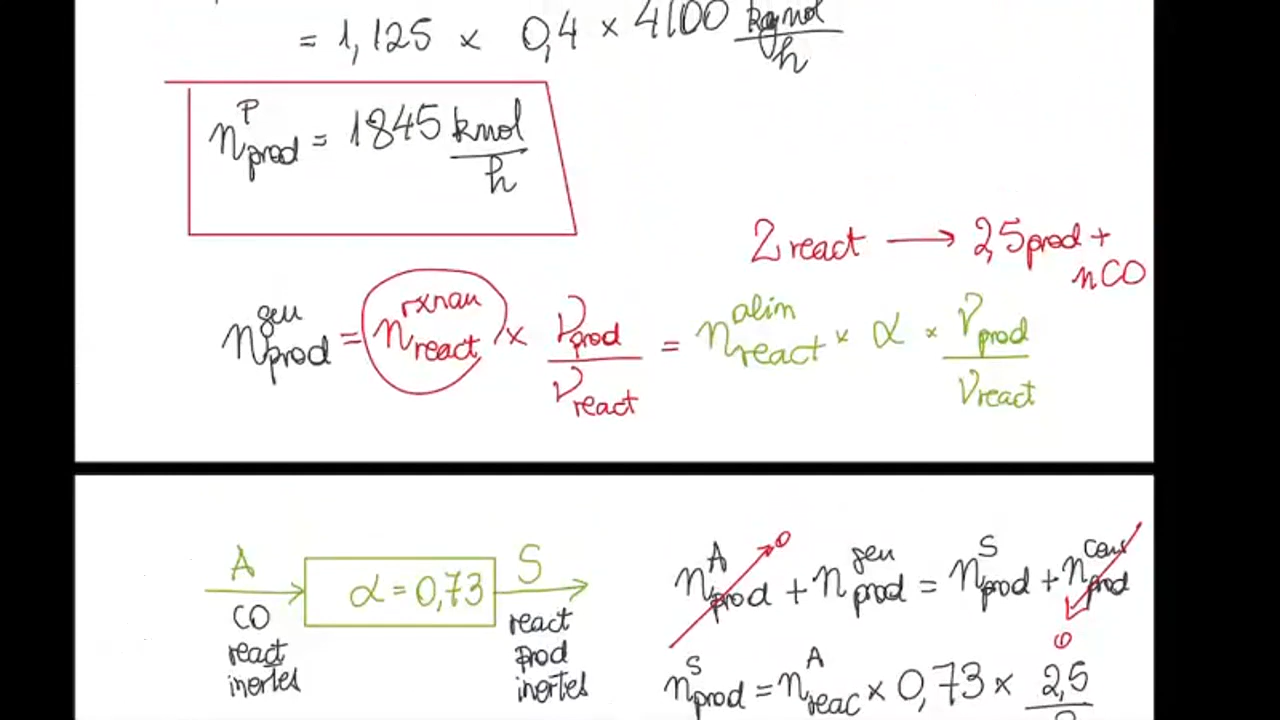 = 1,125 × 0,4 × 4100 kgmol/h
n^P_prod = 1845 kmol/h
2 react → 2,5 prod +
nCO
n^gen_prod = n^rxnan_react × ν_prod/ν_react = n^alim_react × α × ν_prod/ν_react
A
α = 0,73
S
CO
react
inertes
react
prod
inertes
n^A_prod + n^gen_prod = n^S_prod + n^cons_prod
0
0
n^S_prod = n^A_reac × 0,73 × 2,5